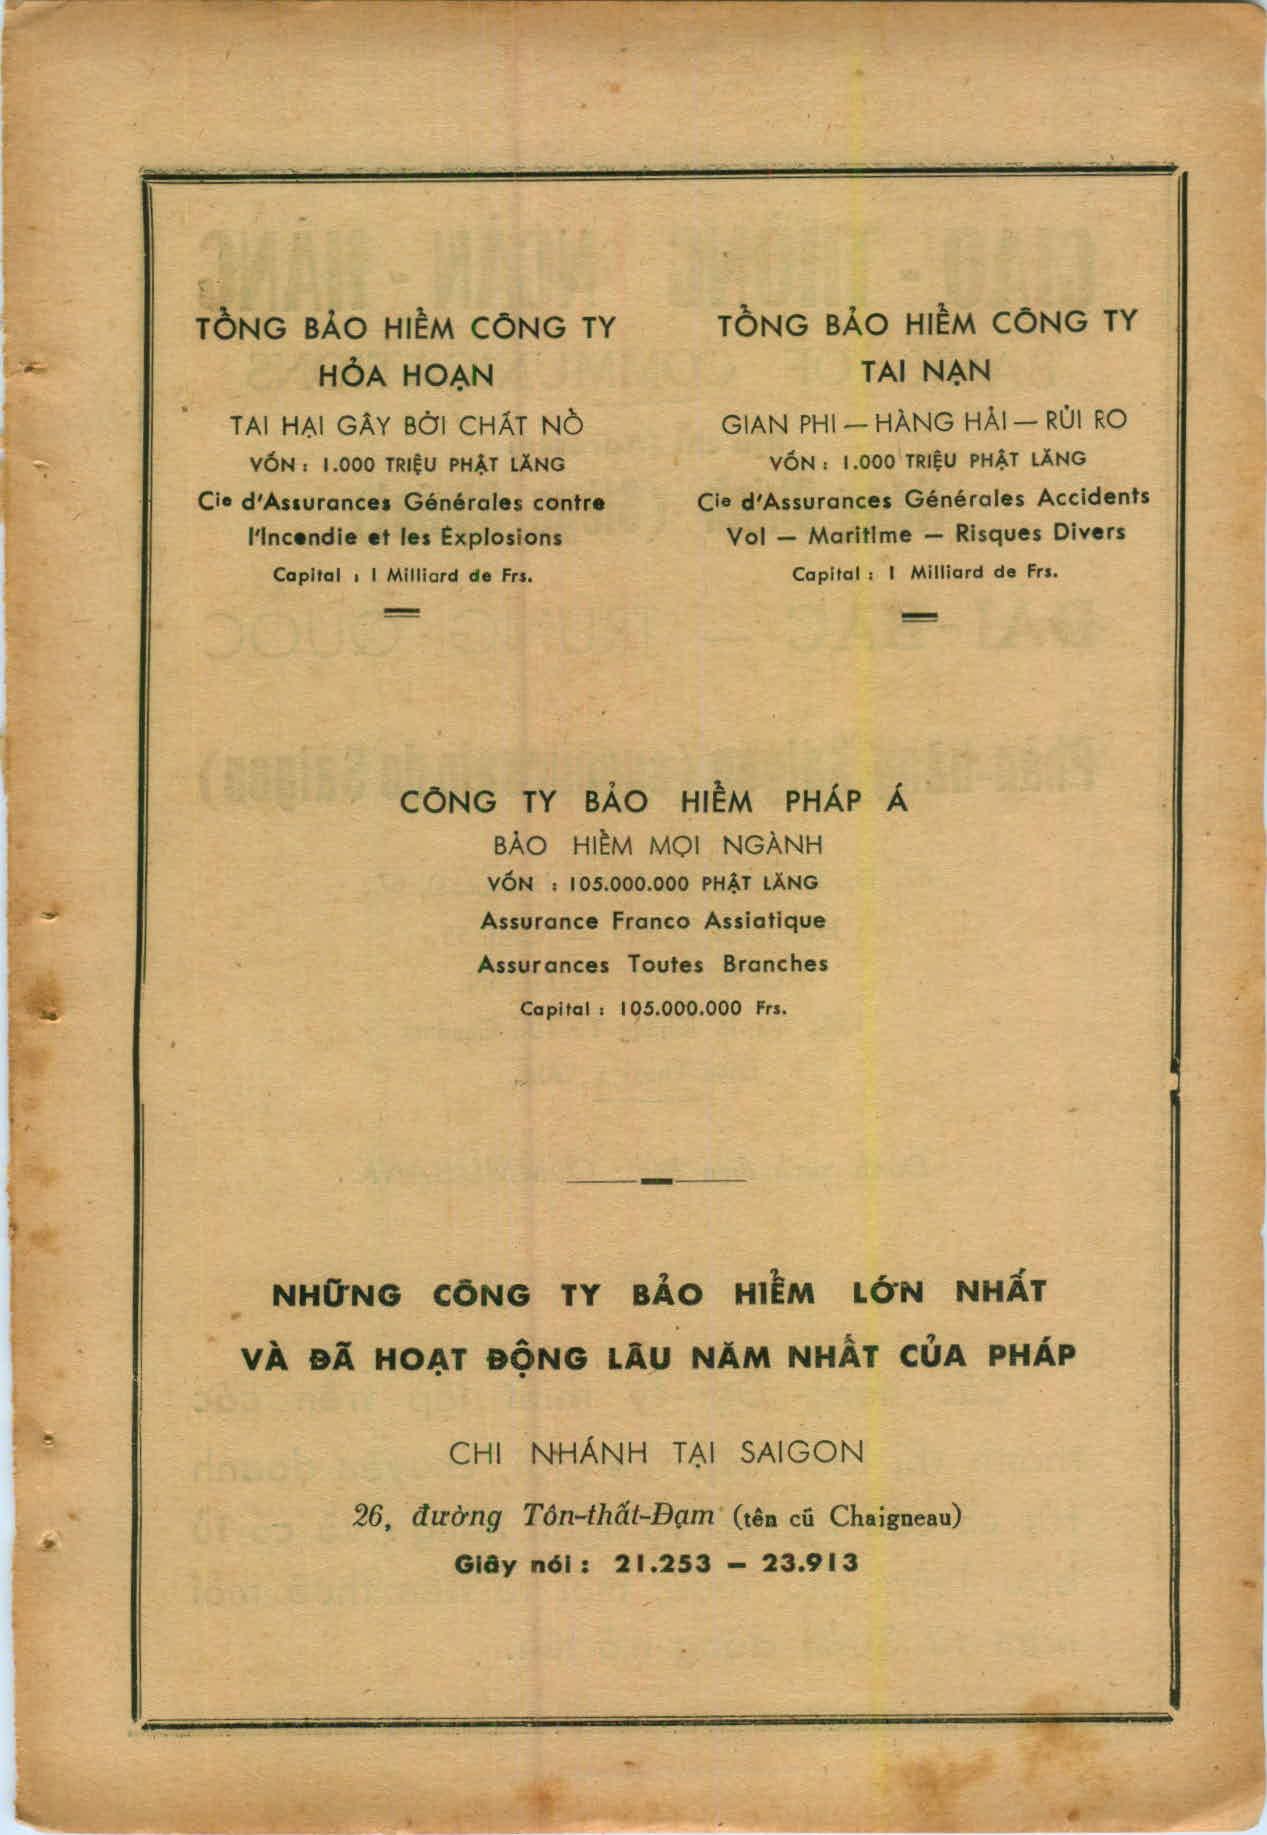 TỔNG BẢO HIỂM CÔNG TY
HỎA HOẠN
TAI HẠI GÂY BỞI CHẤT NỔ
VỐN : 1.000 TRIỆU PHẬT LĂNG
Cie d'Assurances Générales contre
l'Incendie et les Explosions
Capital : 1 Milliard de Frs.
TỔNG BẢO HIỂM CÔNG TY
TAI NẠN
GIAN PHI — HÀNG HẢI — RỦI RO
VỐN : 1.000 TRIỆU PHẬT LĂNG
Cie d'Assurances Générales Accidents
Vol — Maritime — Risques Divers
Capital : 1 Milliard de Frs.
CÔNG TY BẢO HIỂM PHÁP Á
BẢO HIỂM MỌI NGÀNH
VỐN : 105.000.000 PHẬT LĂNG
Assurance Franco Assiatique
Assurances Toutes Branches
Capital : 105.000.000 Frs.
NHỮNG CÔNG TY BẢO HIỂM LỚN NHẤT
VÀ ĐÃ HOẠT ĐỘNG LÂU NĂM NHẤT CỦA PHÁP
CHI NHÁNH TẠI SAIGON
26, đường Tôn-thất-Đạm (tên cũ Chaigneau)
Giây nói : 21.253 — 23.913